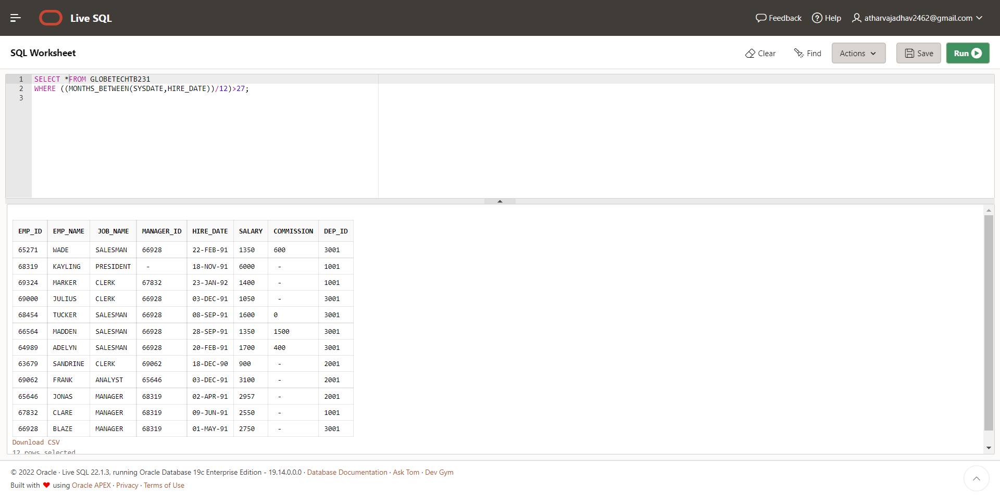 Live SQL
Feedback Help atharvajadhav2462@gmail.com
SQL Worksheet
Clear Find Actions Save Run
1 SELECT *FROM GLOBETECHTB231
2 WHERE ((MONTHS_BETWEEN(SYSDATE,HIRE_DATE))/12)>27;
3
EMP_ID EMP_NAME JOB_NAME MANAGER_ID HIRE_DATE SALARY COMMISSION DEP_ID
65271 WADE SALESMAN 66928 22-FEB-91 1350 600 3001
68319 KAYLING PRESIDENT - 18-NOV-91 6000 - 1001
69324 MARKER CLERK 67832 23-JAN-92 1400 - 1001
69000 JULIUS CLERK 66928 03-DEC-91 1050 - 3001
68454 TUCKER SALESMAN 66928 08-SEP-91 1600 0 3001
66564 MADDEN SALESMAN 66928 28-SEP-91 1350 1500 3001
64989 ADELYN SALESMAN 66928 20-FEB-91 1700 400 3001
63679 SANDRINE CLERK 69062 18-DEC-90 900 - 2001
69062 FRANK ANALYST 65646 03-DEC-91 3100 - 2001
65646 JONAS MANAGER 68319 02-APR-91 2957 - 2001
67832 CLARE MANAGER 68319 09-JUN-91 2550 - 1001
66928 BLAZE MANAGER 68319 01-MAY-91 2750 - 3001
Download CSV
12 rows selected
© 2022 Oracle · Live SQL 22.1.3, running Oracle Database 19c Enterprise Edition - 19.14.0.0.0 · Database Documentation · Ask Tom · Dev Gym
Built with ❤ using Oracle APEX · Privacy · Terms of Use